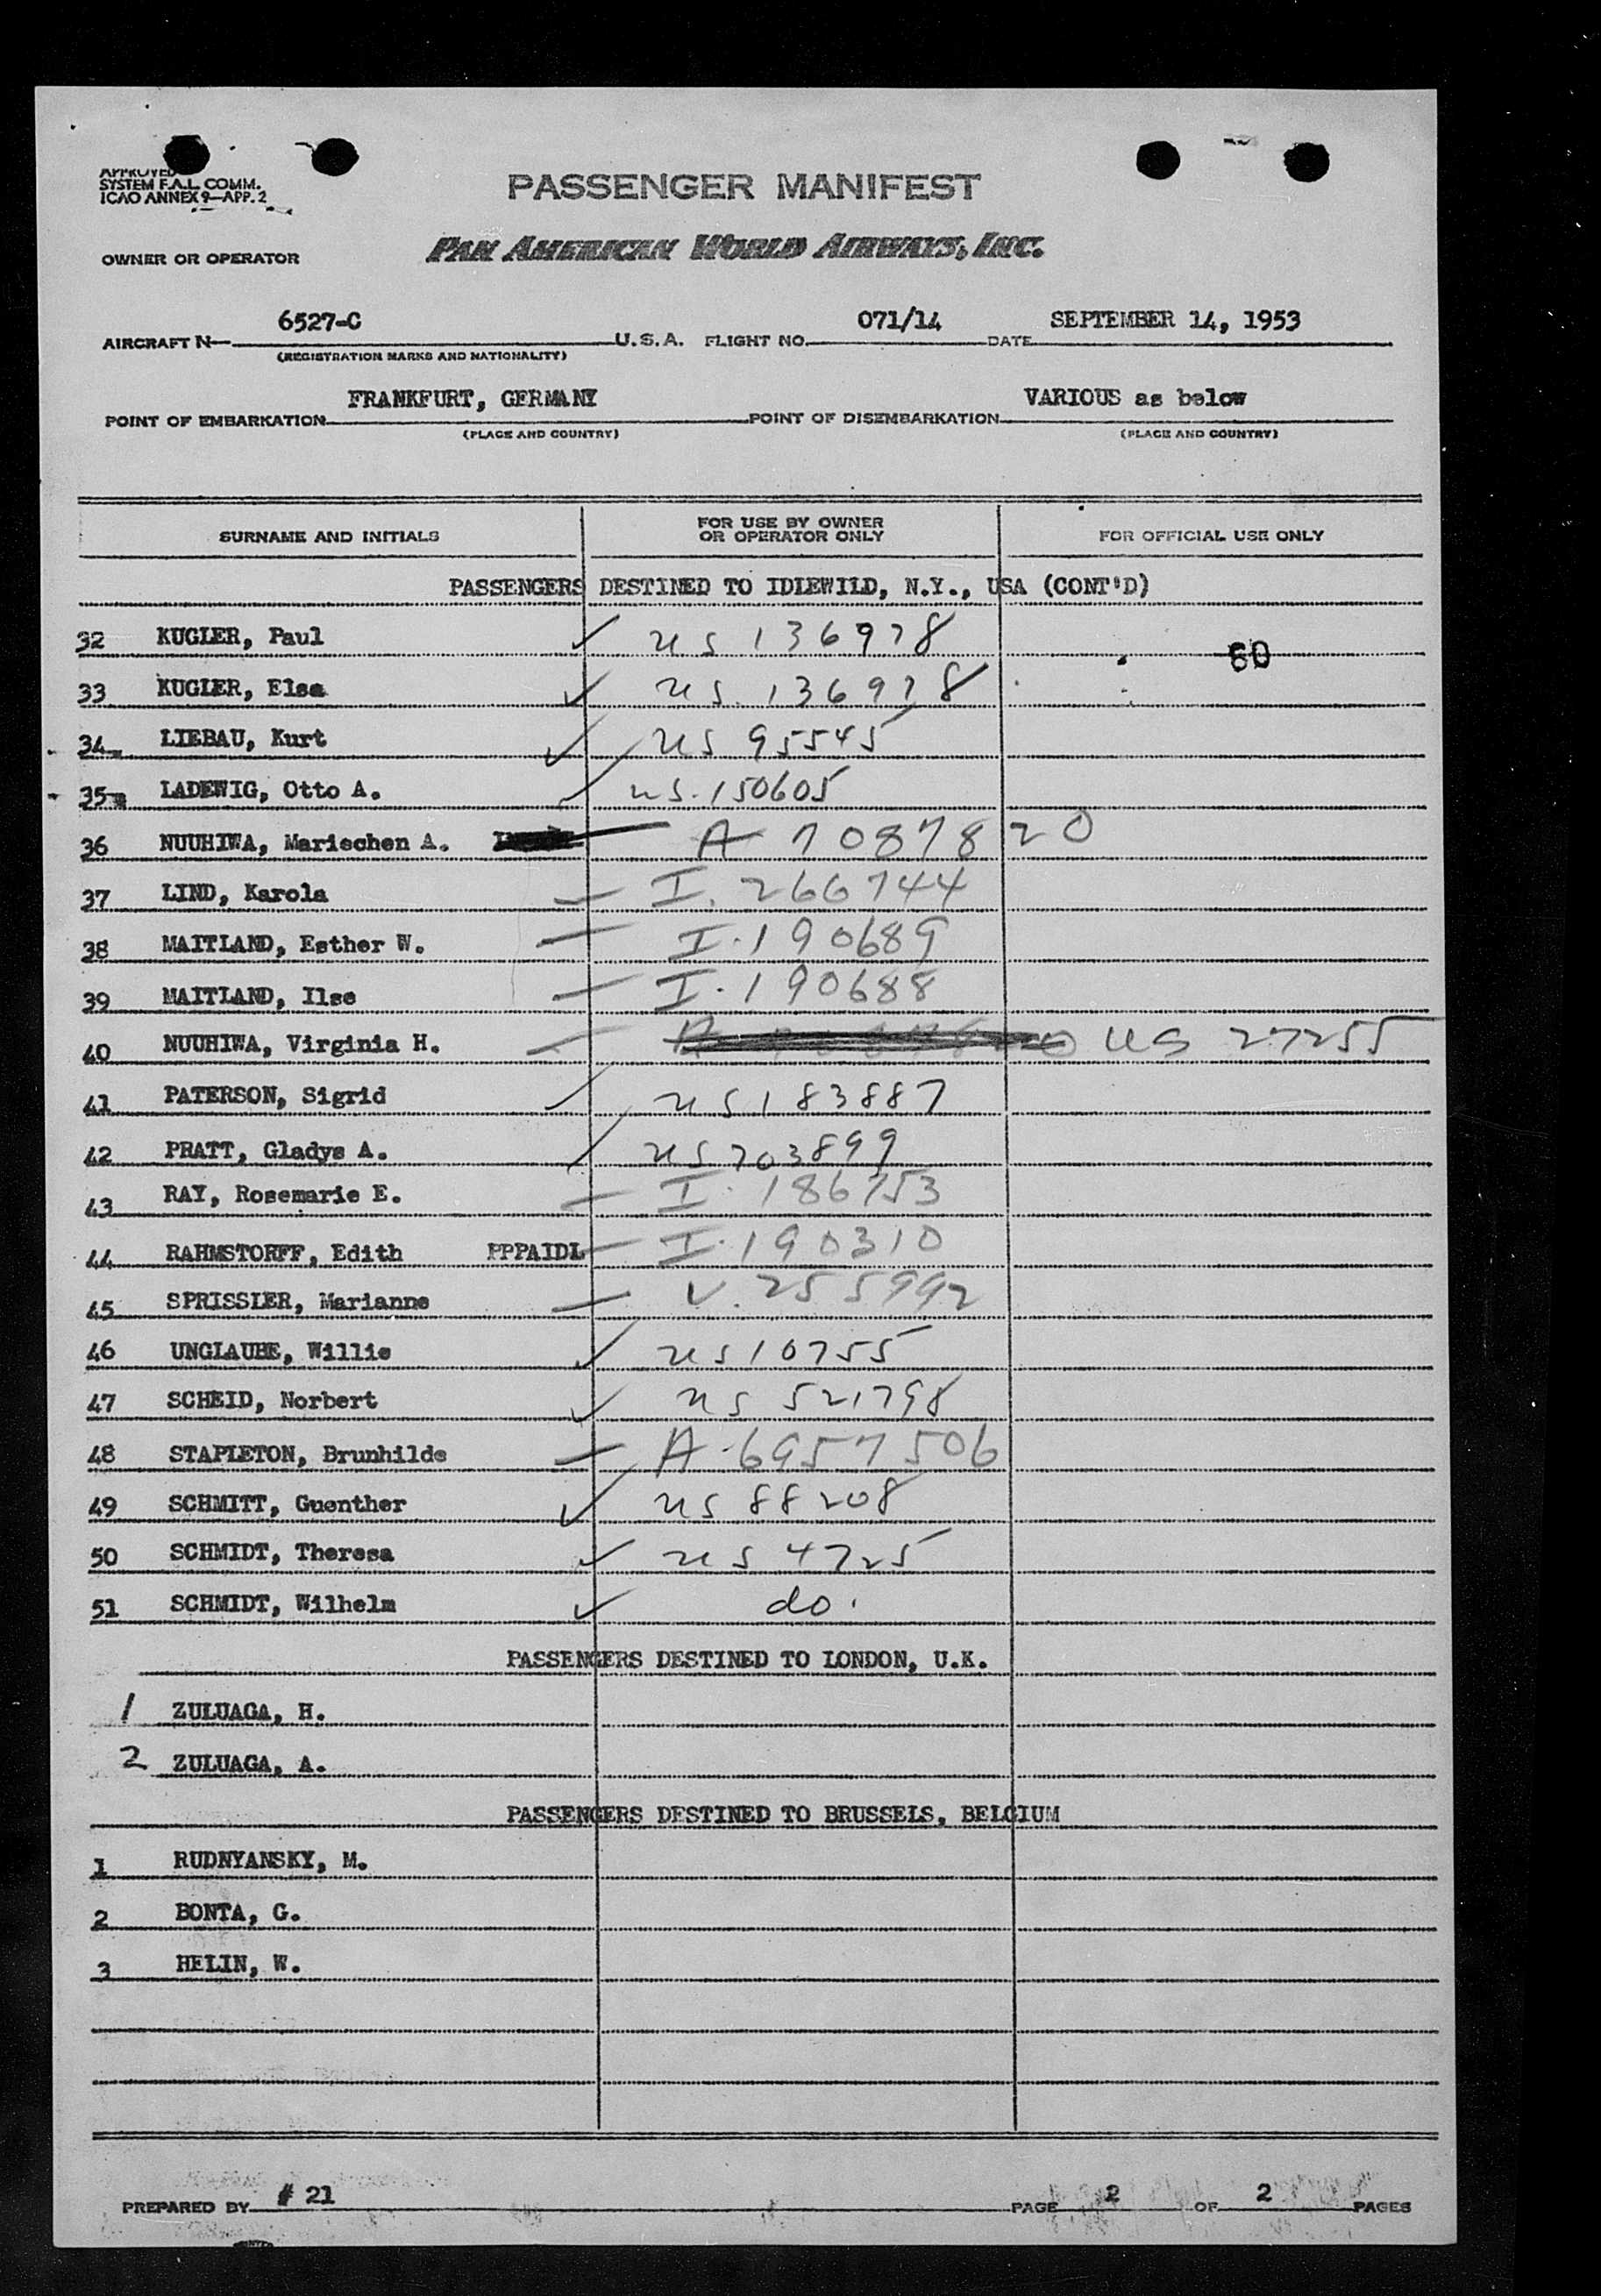 APPROVED
SYSTEM F.A.L. COMM.
ICAO ANNEX 9—APP. 2
PASSENGER MANIFEST
OWNER OR OPERATOR PAN AMERICAN WORLD AIRWAYS, INC.
AIRCRAFT N— 6527-C U.S.A. FLIGHT NO. 071/14 DATE SEPTEMBER 14, 1953
(REGISTRATION MARKS AND NATIONALITY)
POINT OF EMBARKATION FRANKFURT, GERMANY POINT OF DISEMBARKATION VARIOUS as below
(PLACE AND COUNTRY) (PLACE AND COUNTRY)
SURNAME AND INITIALS FOR USE BY OWNER OR OPERATOR ONLY FOR OFFICIAL USE ONLY
PASSENGERS DESTINED TO IDLEWILD, N.Y., USA (CONT'D)
32 KUGLER, Paul ✓ US 136978 60
33 KUGLER, Elsa ✓ US. 136978
34 LIEBAU, Kurt ✓ US 95545
35 LADEWIG, Otto A. US. 150605
36 NUUHIWA, Mariechen A. A 7087820
37 LIND, Karola — I. 266744
38 MAITLAND, Esther W. — I. 190689
39 MAITLAND, Ilse — I. 190688
40 NUUHIWA, Virginia H. — US 27255
41 PATERSON, Sigrid US 183887
42 PRATT, Gladys A. US 703899
43 RAY, Rosemarie E. — I. 186753
44 RAHMSTORFF, Edith PPPAIDL — I. 190310
45 SPRISSLER, Marianne — V. 255992
46 UNGLAUBE, Willie ✓ US 10755
47 SCHEID, Norbert ✓ US 521798
48 STAPLETON, Brunhilde — A. 6957506
49 SCHMITT, Guenther ✓ US 88208
50 SCHMIDT, Theresa ✓ US 4725
51 SCHMIDT, Wilhelm ✓ do.
PASSENGERS DESTINED TO LONDON, U.K.
1 ZULUAGA, H.
2 ZULUAGA, A.
PASSENGERS DESTINED TO BRUSSELS, BELGIUM
1 RUDNYANSKY, M.
2 BONTA, G.
3 HELIN, W.
PREPARED BY # 21 PAGE 2 OF 2 PAGES